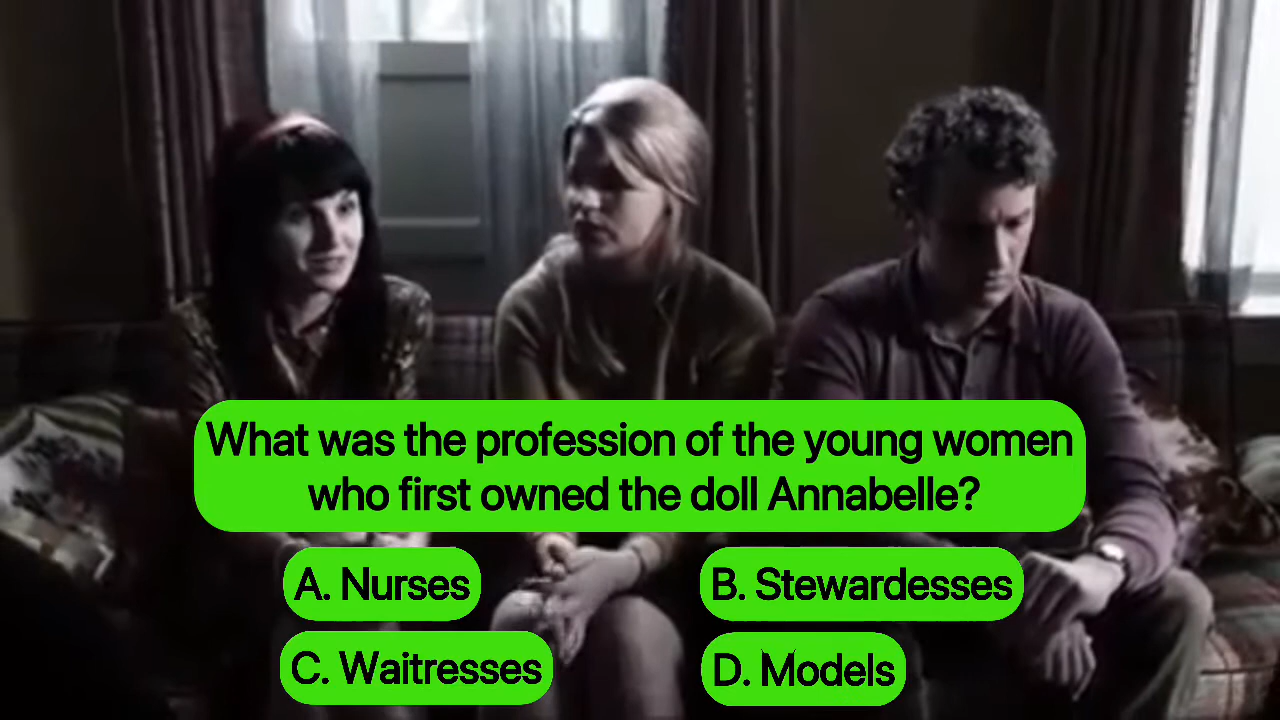 What was the profession of the young women
who first owned the doll Annabelle?
A. Nurses
B. Stewardesses
C. Waitresses
D. Models